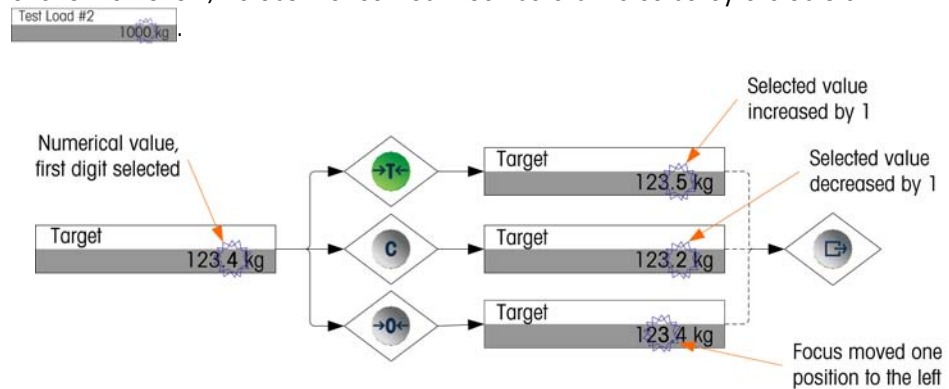 Test Load #2
1000 kg
.
Selected value
increased by 1
Numerical value,
first digit selected
→T←
Target
123.5 kg
Selected value
decreased by 1
Target
123.4 kg
C
Target
123.2 kg
→0←
Target
123.4 kg
Focus moved one
position to the left